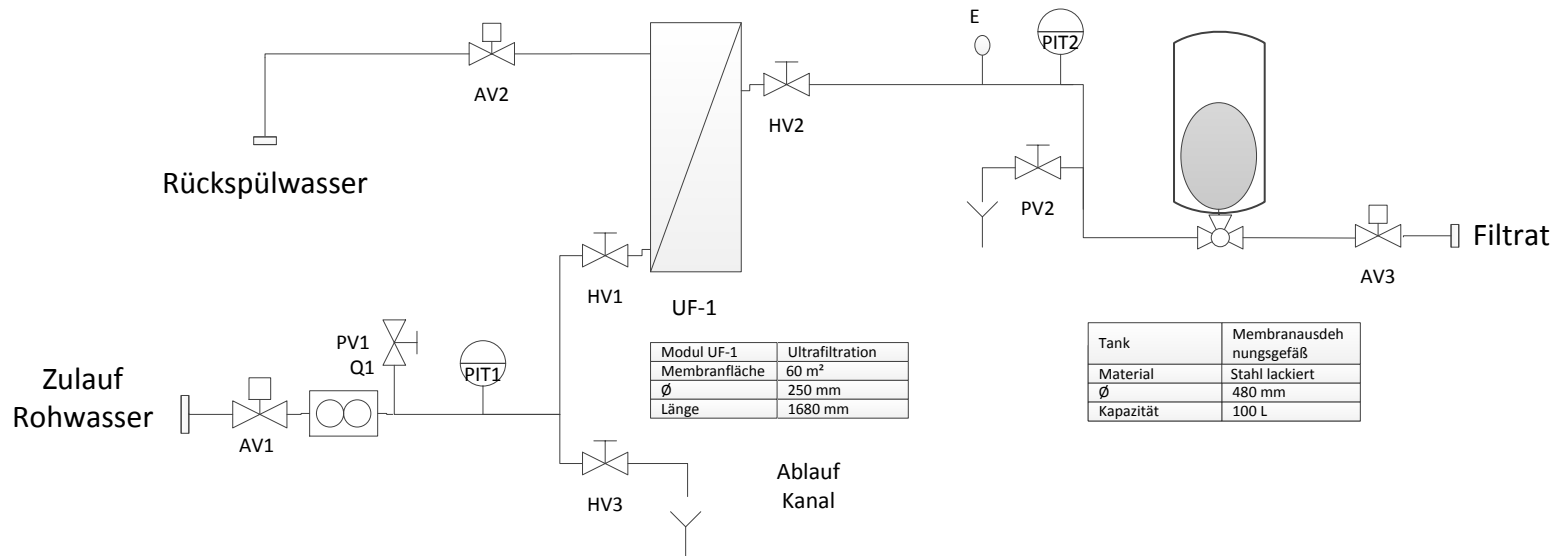 E
PIT2
AV2
HV2
Rückspülwasser
PV2
Filtrat
AV3
HV1
UF-1
PV1
Q1
PIT1
Zulauf
Rohwasser
AV1
Modul UF-1 Ultrafiltration
Membranfläche 60 m²
Ø 250 mm
Länge 1680 mm
Tank Membranausdeh
nungsgefäß
Material Stahl lackiert
Ø 480 mm
Kapazität 100 L
HV3
Ablauf
Kanal